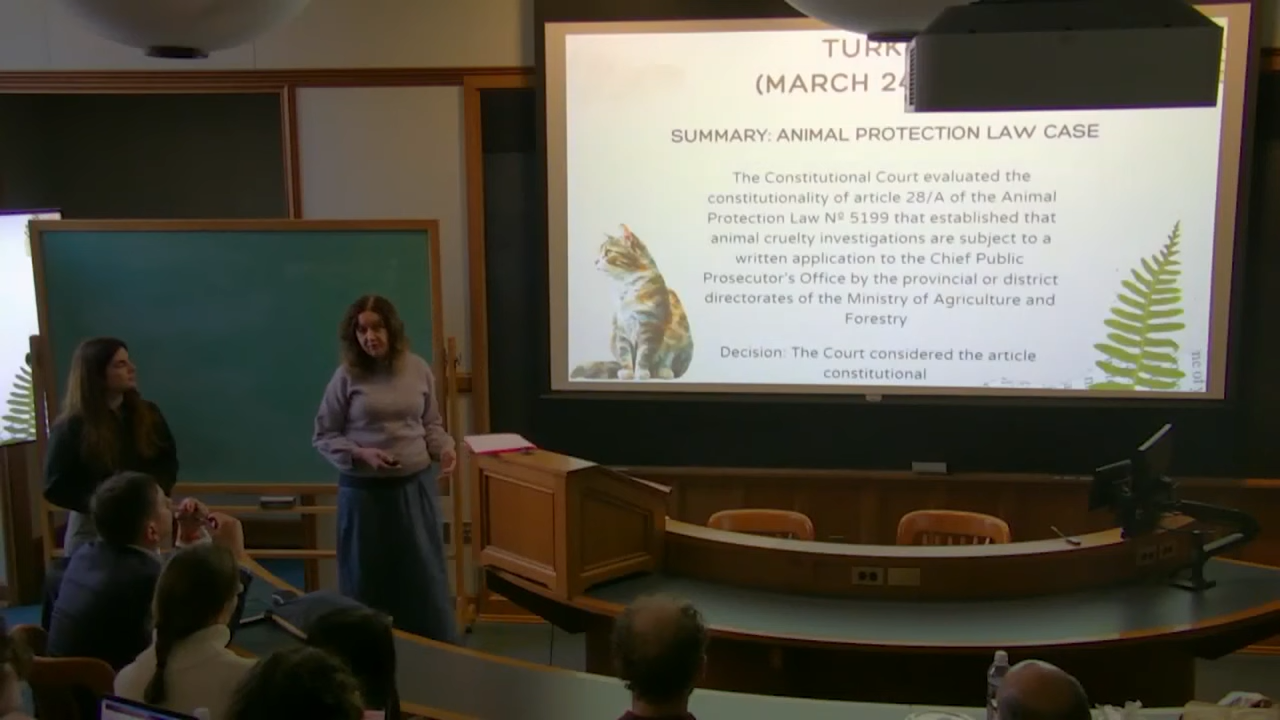 (MARCH
SUMMARY: ANIMAL PROTECTION LAW CASE
The Constitutional Court evaluated the
constitutionality of article 28/A of the Animal
Protection Law Nº 5199 that established that
animal cruelty investigations are subject to a
written application to the Chief Public
Prosecutor's Office by the provincial or district
directorates of the Ministry of Agriculture and
Forestry
Decision: The Court considered the article
constitutional